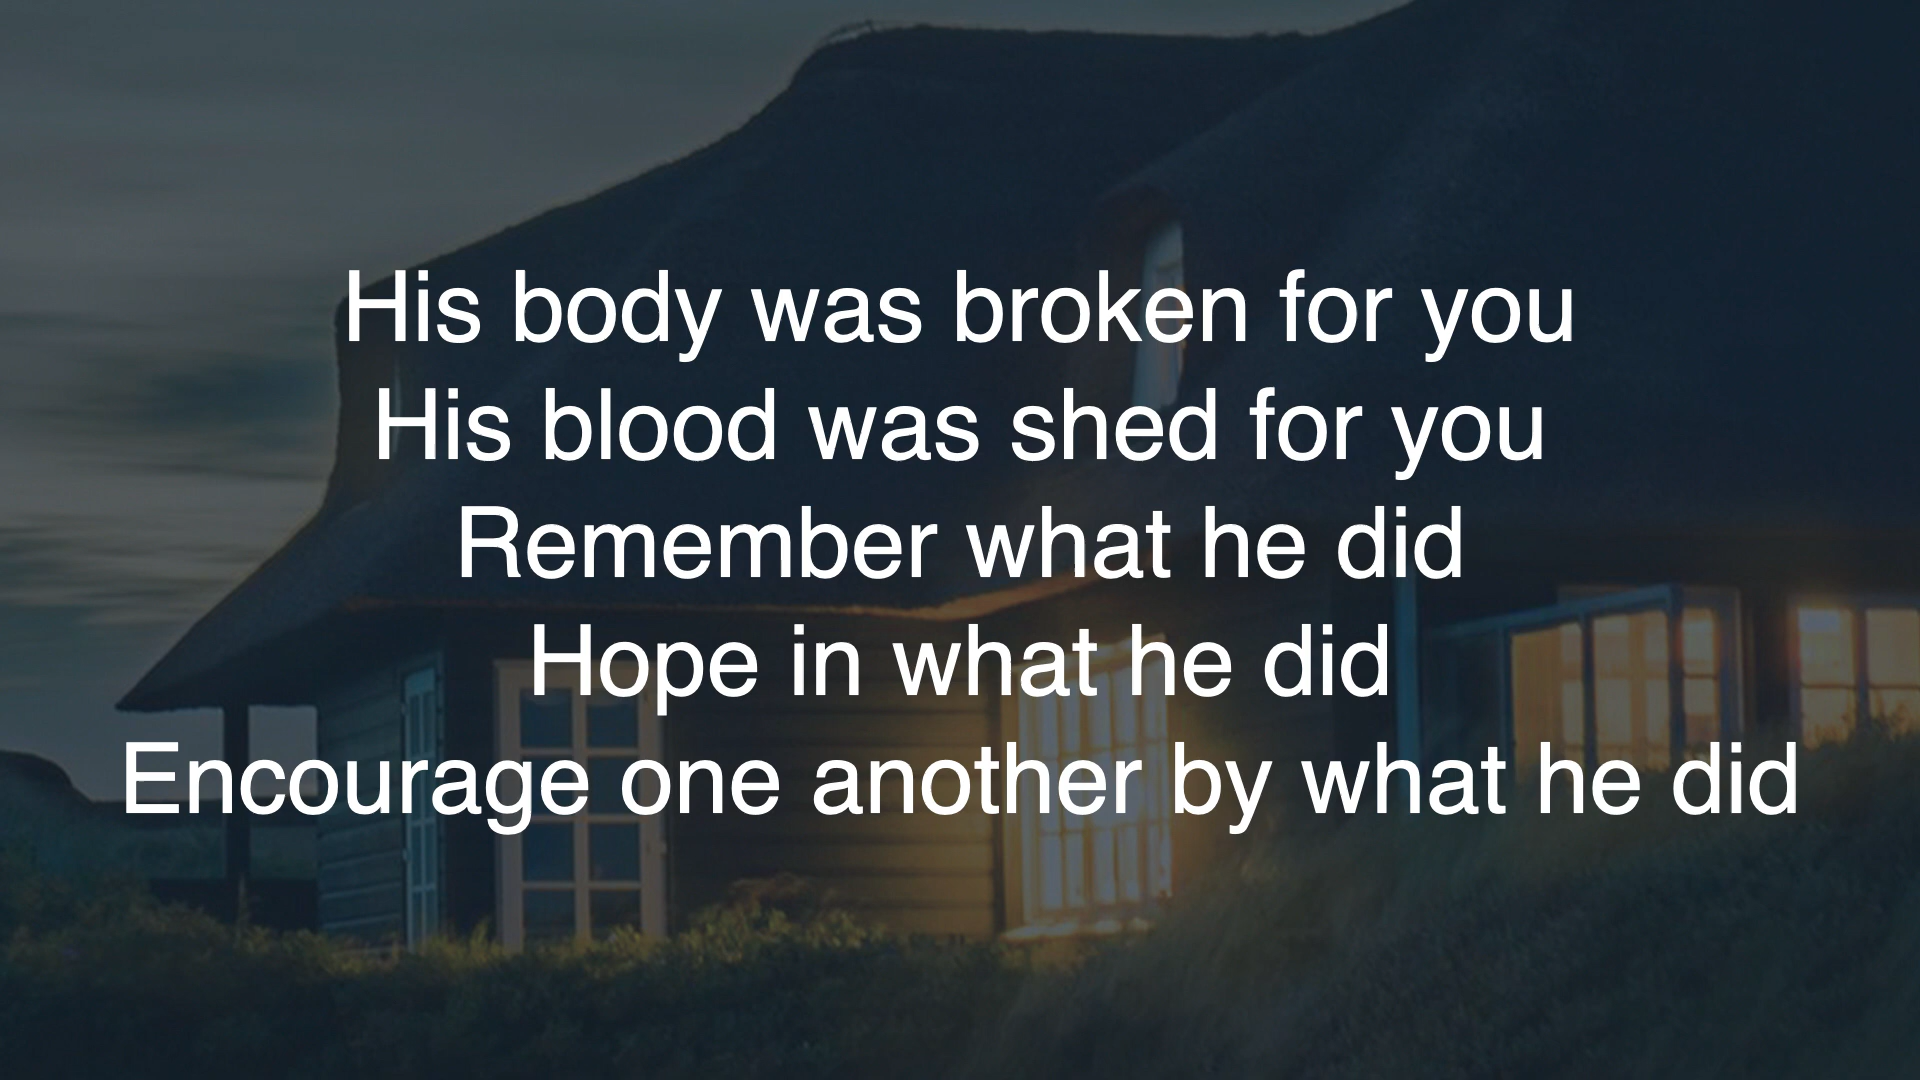 His body was broken for you
His blood was shed for you
Remember what he did
Hope in what he did
Encourage one another by what he did